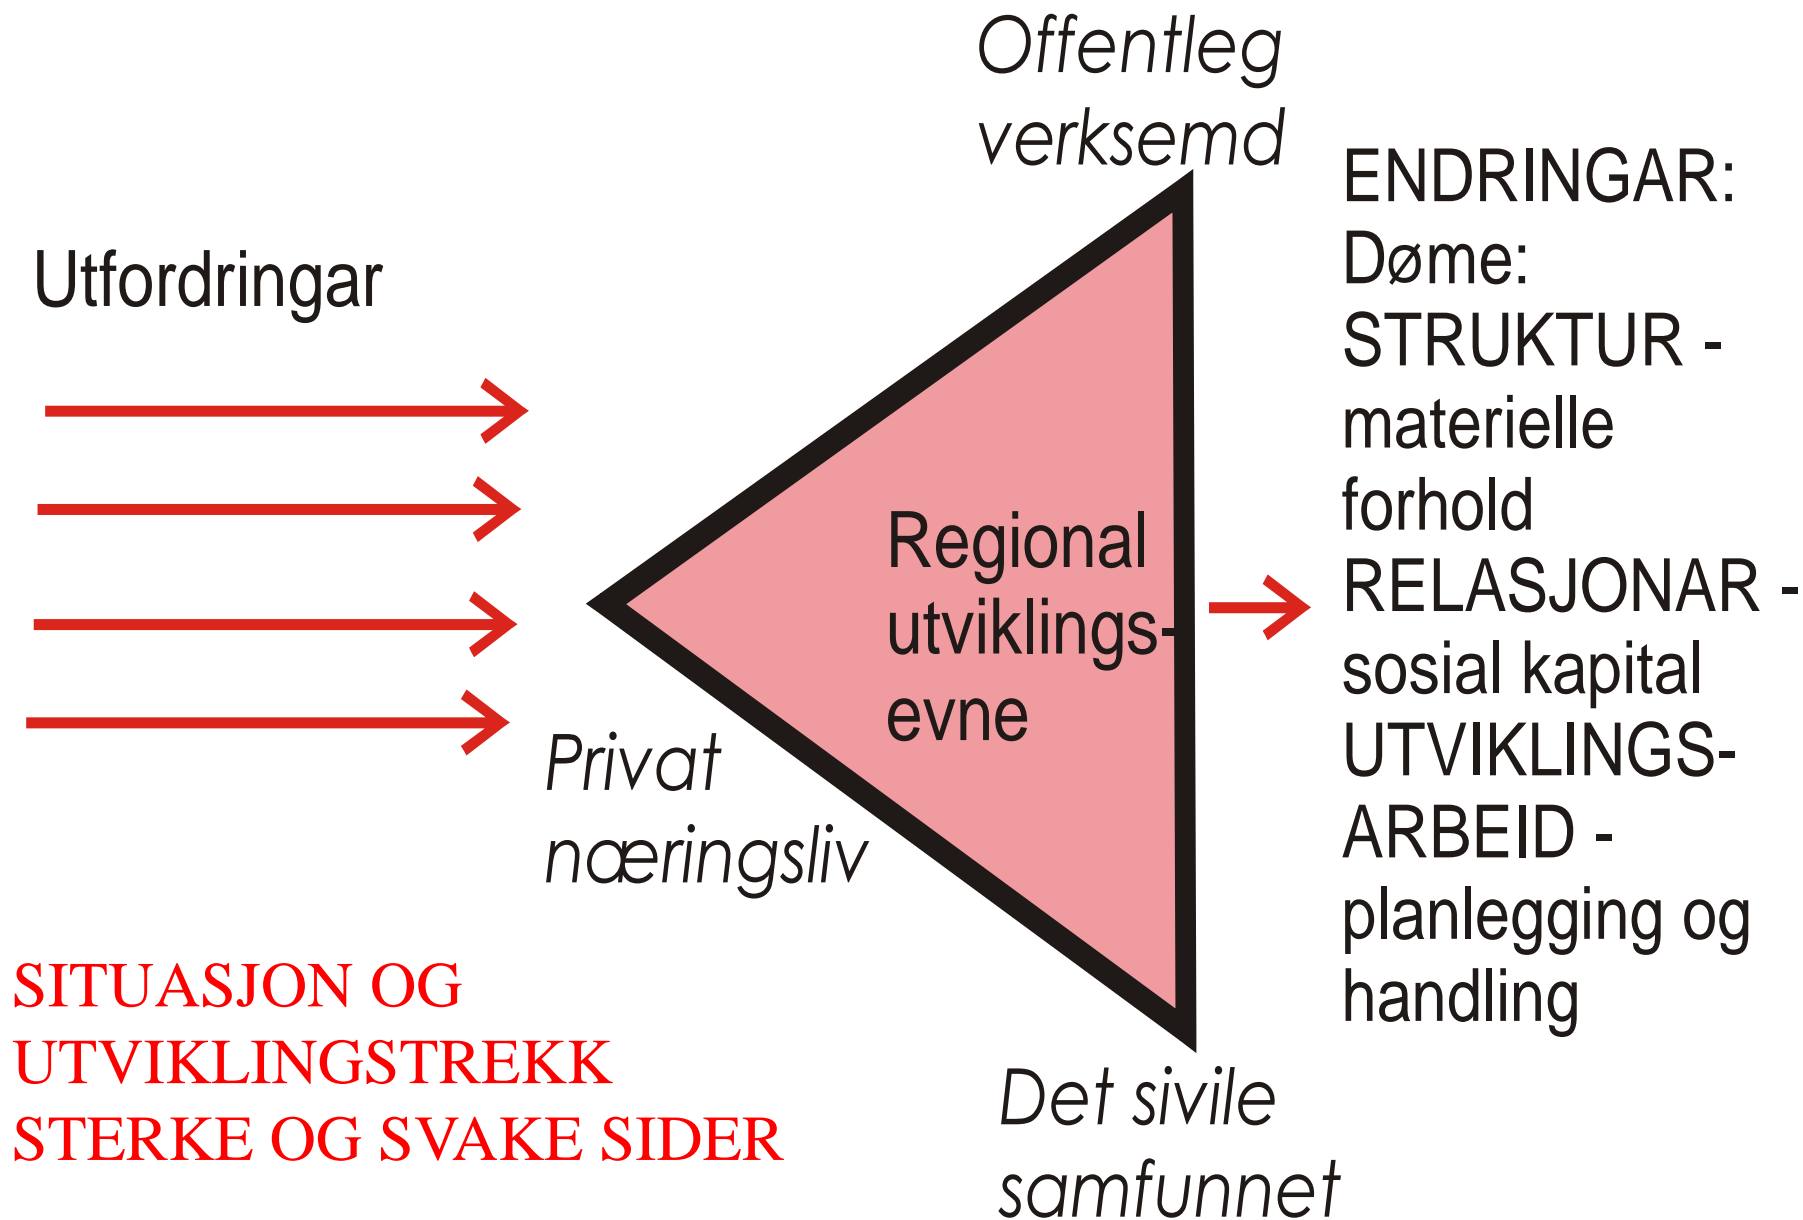 Utfordringar
Offentleg
verksemd
Regional
utviklings-
evne
Privat
næringsliv
Det sivile
samfunnet
ENDRINGAR:
Døme:
STRUKTUR -
materielle
forhold
RELASJONAR -
sosial kapital
UTVIKLINGS-
ARBEID -
planlegging og
handling
SITUASJON OG
UTVIKLINGSTREKK
STERKE OG SVAKE SIDER